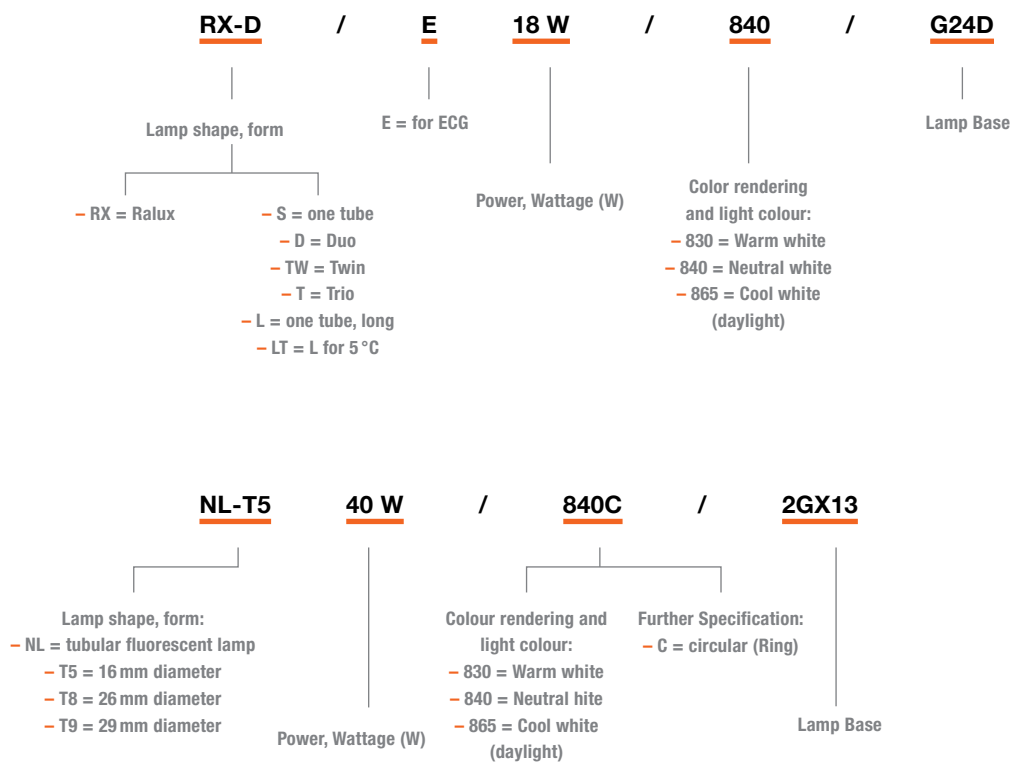 RX-D / E 18 W / 840 / G24D
Lamp shape, form
E = for ECG
Lamp Base
Power, Wattage (W)
Color rendering
and light colour:
– 830 = Warm white
– 840 = Neutral white
– 865 = Cool white
(daylight)
– RX = Ralux
– S = one tube
– D = Duo
– TW = Twin
– T = Trio
– L = one tube, long
– LT = L for 5 °C
NL-T5 40 W / 840C / 2GX13
Lamp shape, form:
– NL = tubular fluorescent lamp
– T5 = 16 mm diameter
– T8 = 26 mm diameter
– T9 = 29 mm diameter
Power, Wattage (W)
Colour rendering and
light colour:
– 830 = Warm white
– 840 = Neutral hite
– 865 = Cool white
(daylight)
Further Specification:
– C = circular (Ring)
Lamp Base